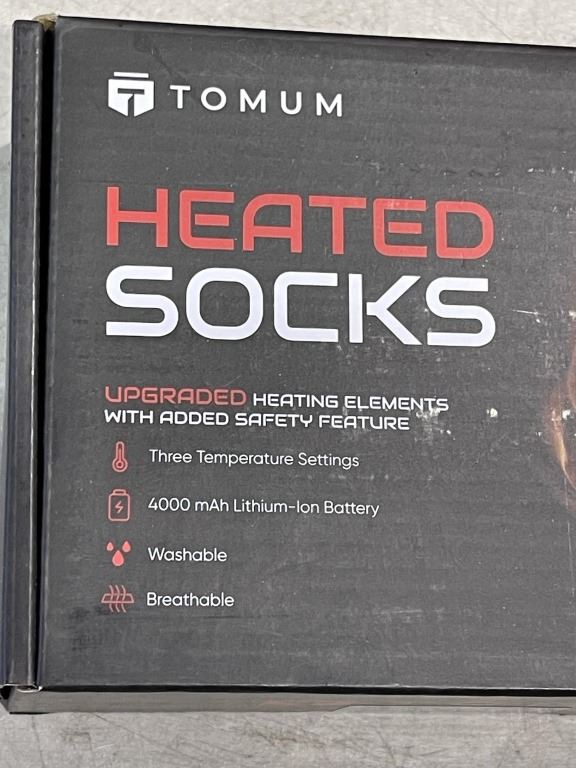 TOMUM
HEATED
SOCKS
UPGRADED HEATING ELEMENTS
WITH ADDED SAFETY FEATURE
Three Temperature Settings
4000 mAh Lithium-Ion Battery
Washable
Breathable